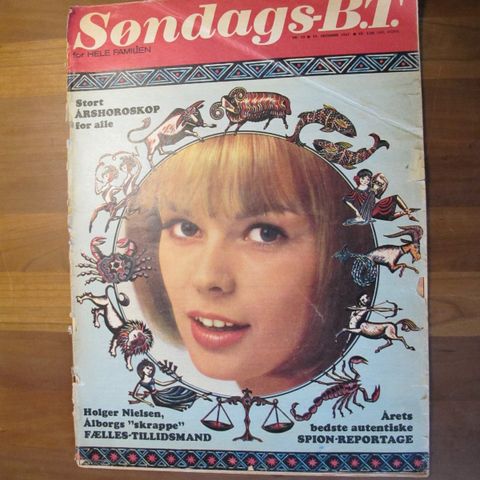 Søndags-B.T.
for HELE FAMILIEN
Stort
ÅRSHOROSKOP
for alle
Holger Nielsen,
Ålborgs "skrappe"
FÆLLES-TILLIDSMAND
Årets
bedste autentiske
SPION-REPORTAGE